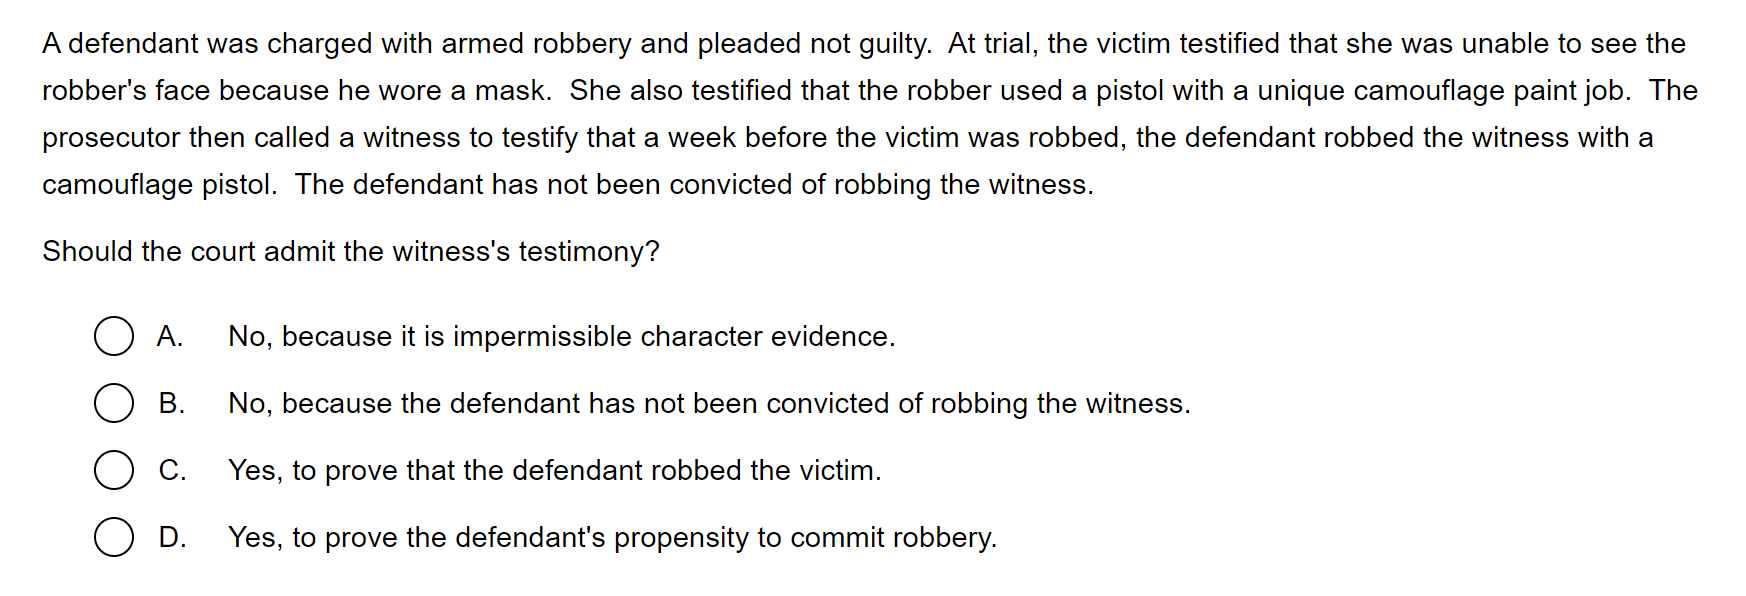 A defendant was charged with armed robbery and pleaded not guilty.  At trial, the victim testified that she was unable to see the
robber's face because he wore a mask.  She also testified that the robber used a pistol with a unique camouflage paint job.  The
prosecutor then called a witness to testify that a week before the victim was robbed, the defendant robbed the witness with a
camouflage pistol.  The defendant has not been convicted of robbing the witness.
Should the court admit the witness's testimony?
A. No, because it is impermissible character evidence.
B. No, because the defendant has not been convicted of robbing the witness.
C. Yes, to prove that the defendant robbed the victim.
D. Yes, to prove the defendant's propensity to commit robbery.